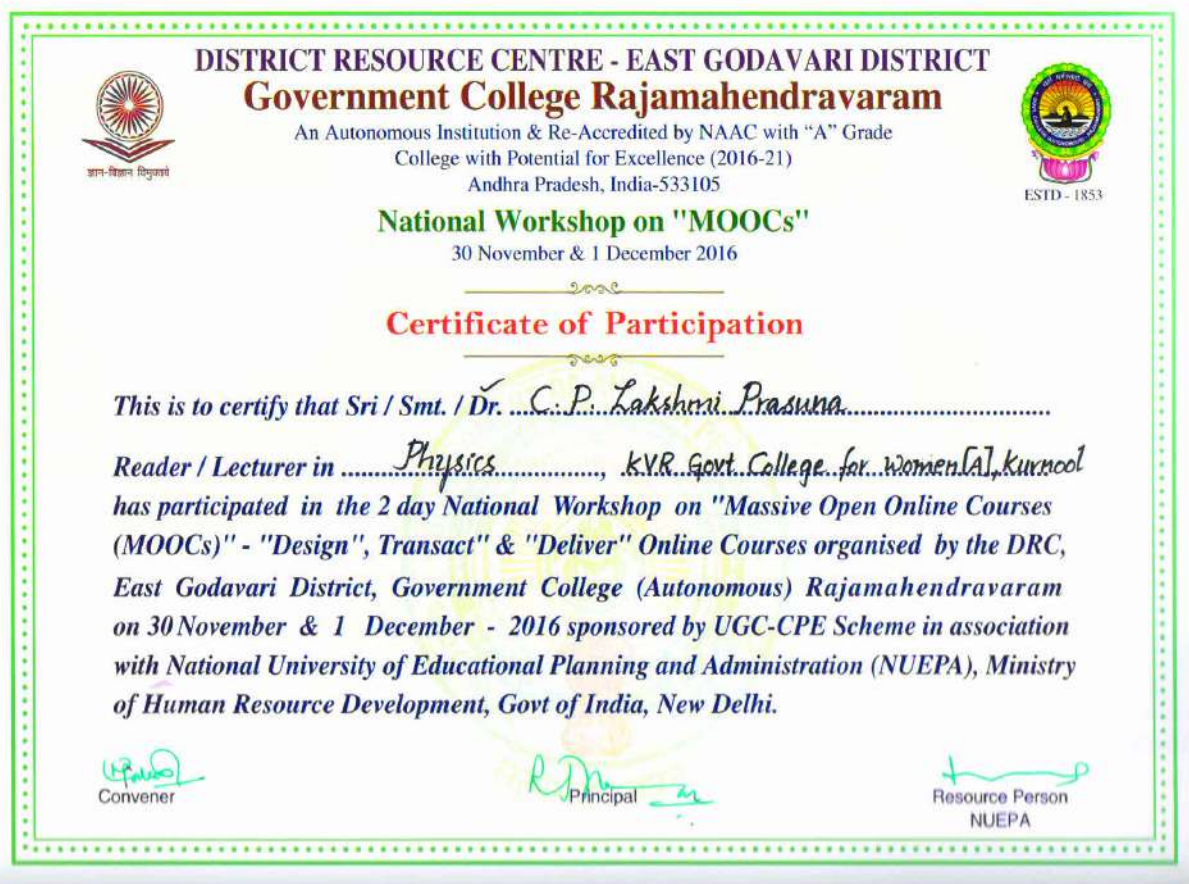 DISTRICT RESOURCE CENTRE - EAST GODAVARI DISTRICT
Government College Rajamahendravaram
An Autonomous Institution & Re-Accredited by NAAC with "A" Grade
College with Potential for Excellence (2016-21)
Andhra Pradesh, India-533105
ज्ञान-विज्ञान विमुक्तये
ESTD - 1853
National Workshop on "MOOCs"
30 November & 1 December 2016
Certificate of Participation
This is to certify that Sri / Smt. / Dr. C. P. Lakshmi Prasuna
Reader / Lecturer in Physics, KVR Govt College for Women[A], Kurnool
has participated in the 2 day National Workshop on "Massive Open Online Courses
(MOOCs)" - "Design", Transact" & "Deliver" Online Courses organised by the DRC,
East Godavari District, Government College (Autonomous) Rajamahendravaram
on 30 November & 1 December - 2016 sponsored by UGC-CPE Scheme in association
with National University of Educational Planning and Administration (NUEPA), Ministry
of Human Resource Development, Govt of India, New Delhi.
Convener
Principal
Resource Person
NUEPA